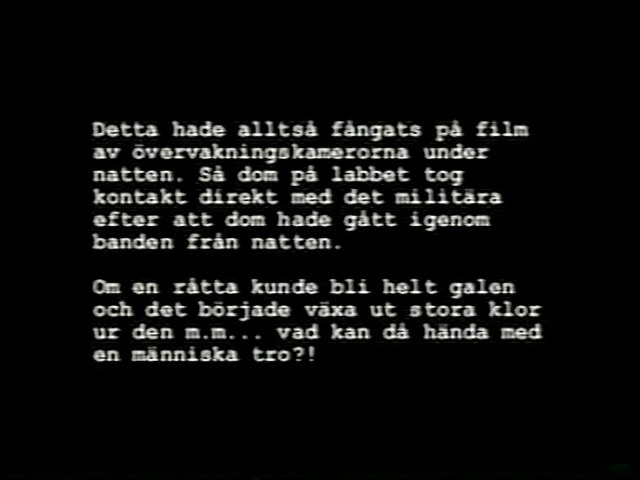 Detta hade alltså fångats på film
av övervakningskamerorna under
natten. Så dom på labbet tog
kontakt direkt med det militära
efter att dom hade gått igenom
banden från natten.
Om en råtta kunde bli helt galen
och det började växa ut stora klor
ur den m.m... vad kan då hända med
en människa tro?!